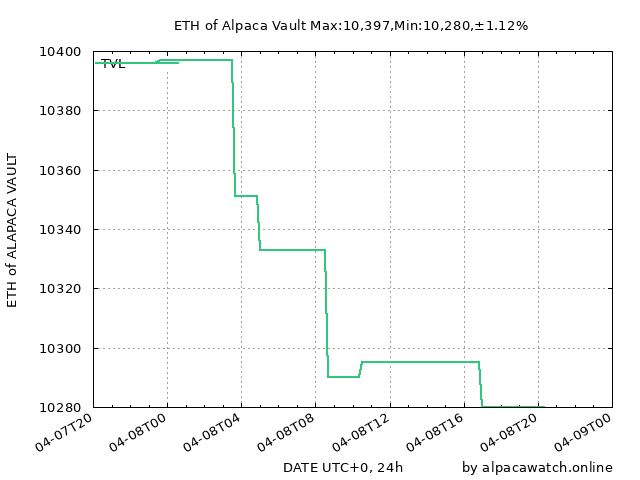 ETH of Alpaca Vault Max:10,397,Min:10,280,±1.12%
10400
TVL
10380
10360
10340
10320
10300
10280
ETH of ALAPACA VAULT
04-07T20
04-08T00
04-08T04
04-08T08
04-08T12
04-08T16
04-08T20
04-09T00
DATE UTC+0, 24h
by alpacawatch.online